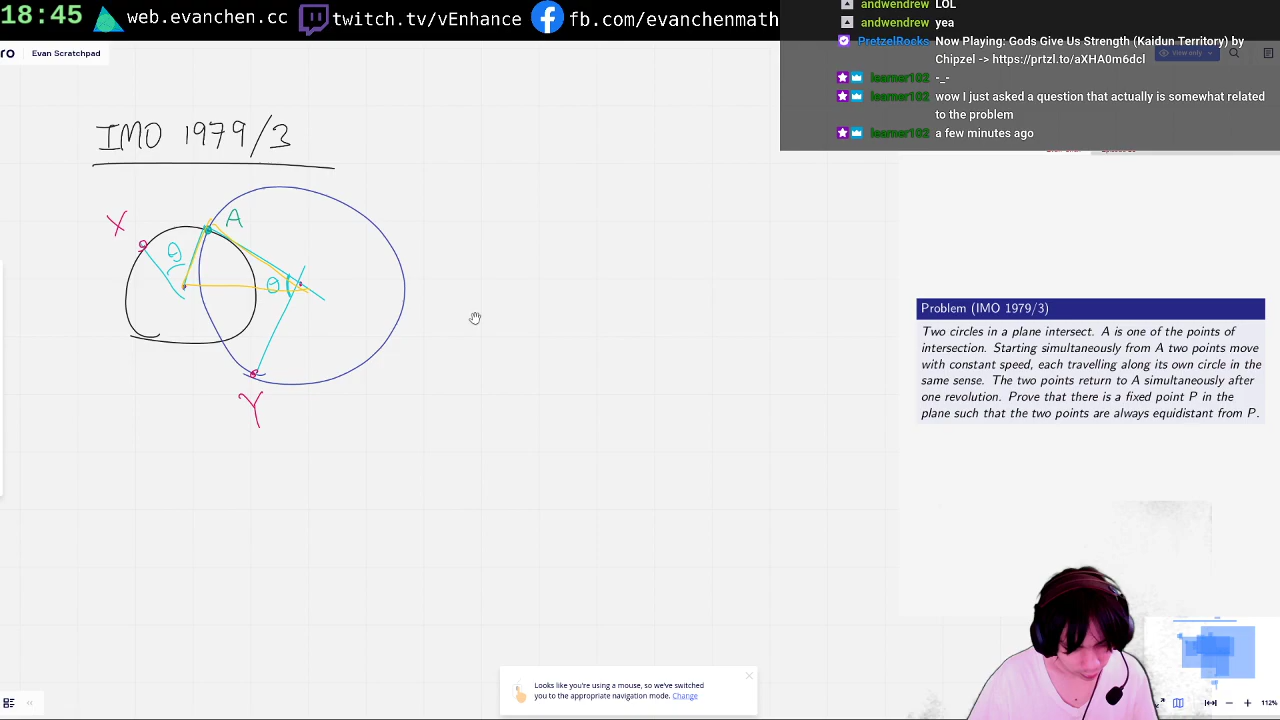 18:45 web.evanchen.cc twitch.tv/vEnhance fb.com/evanchenmath
andwendrew LOL
andwendrew yea
PretzelRocks Now Playing: Gods Give Us Strength (Kaidun Territory) by
Chipzel -> https://prtzl.to/aXHA0m6dcl
learner102 -_-
learner102 wow I just asked a question that actually is somewhat related
to the problem
learner102 a few minutes ago
ro Evan Scratchpad
View only
IMO 1979/3
X
A
θ
θ
Y
Problem (IMO 1979/3)
Two circles in a plane intersect. A is one of the points of
intersection. Starting simultaneously from A two points move
with constant speed, each travelling along its own circle in the
same sense. The two points return to A simultaneously after
one revolution. Prove that there is a fixed point P in the
plane such that the two points are always equidistant from P.
Looks like you're using a mouse, so we've switched
you to the appropriate navigation mode. Change
112%